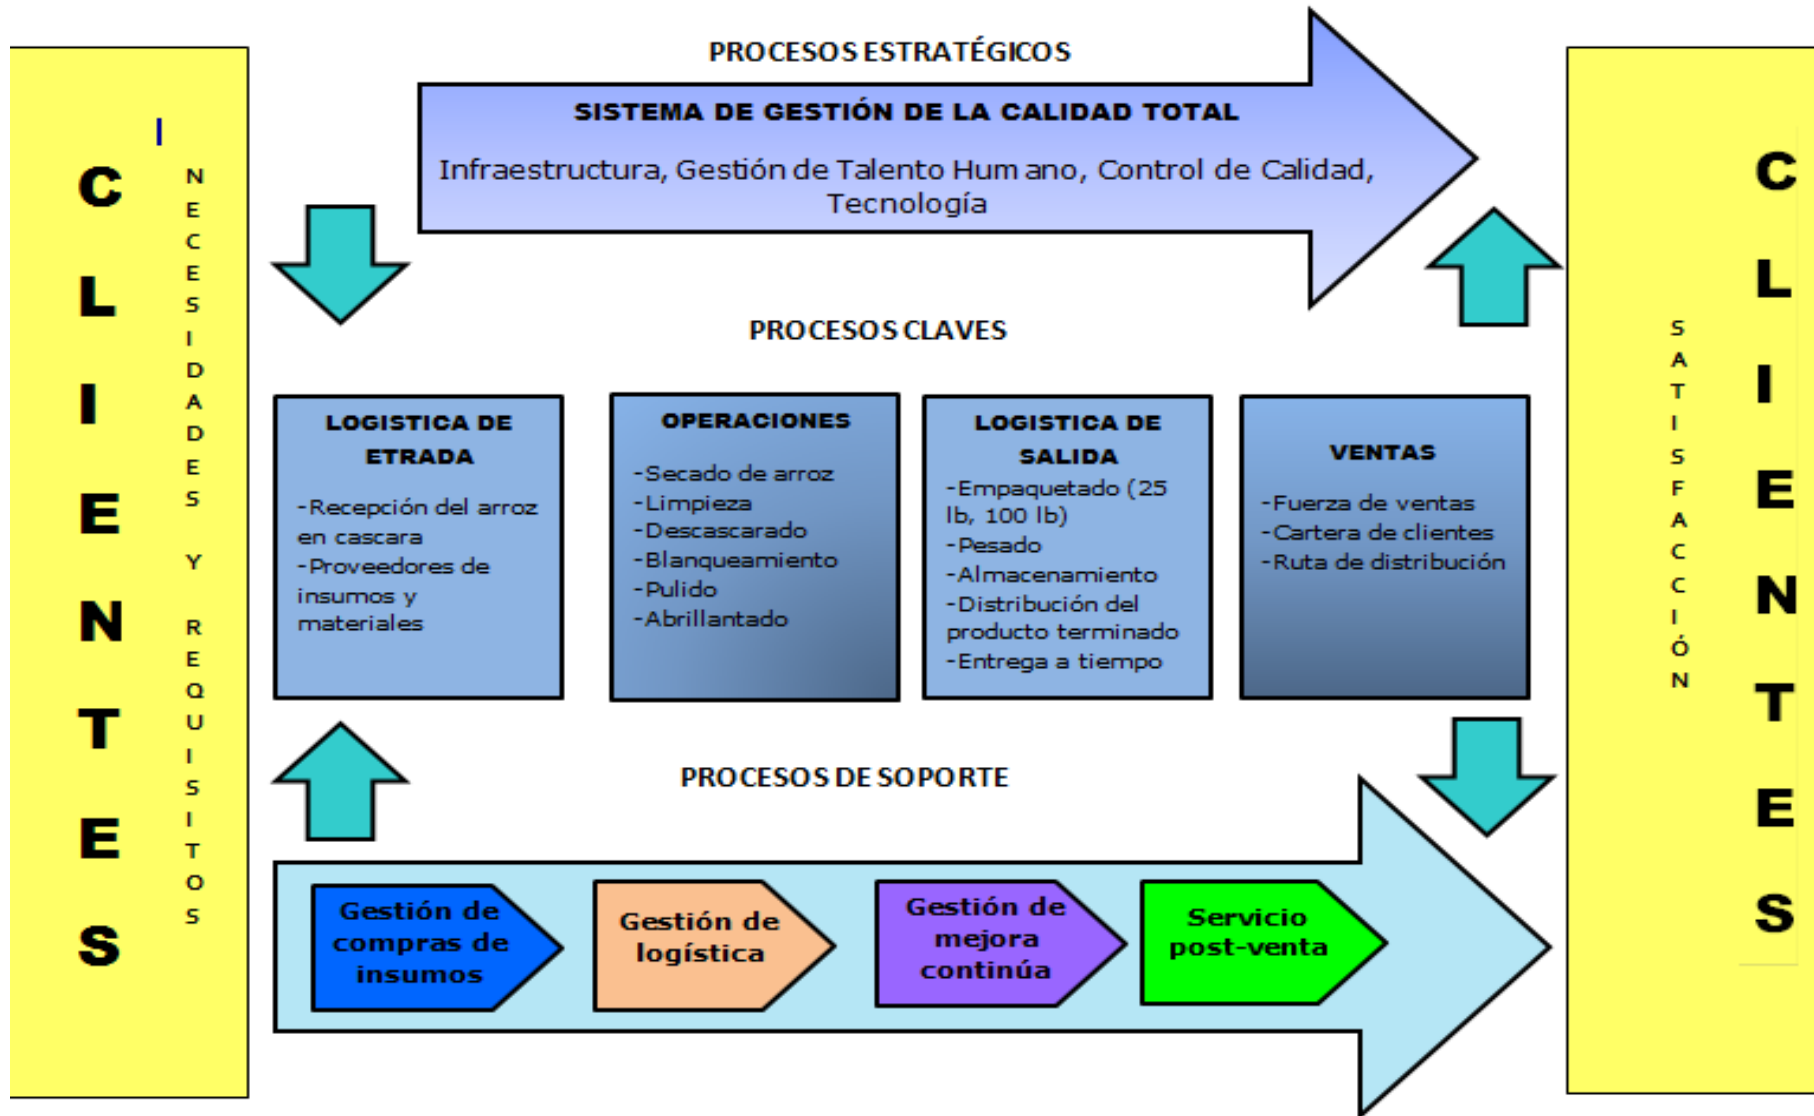 CLIENTES
NECESIDADES Y REQUISITOS
PROCESOS ESTRATÉGICOS
SISTEMA DE GESTIÓN DE LA CALIDAD TOTAL
Infraestructura, Gestión de Talento Humano, Control de Calidad,
Tecnología
PROCESOS CLAVES
LOGISTICA DE
ETRADA
-Recepción del arroz
en cascara
-Proveedores de
insumos y
materiales
OPERACIONES
-Secado de arroz
-Limpieza
-Descascarado
-Blanqueamiento
-Pulido
-Abrillantado
LOGISTICA DE
SALIDA
-Empaquetado (25
lb, 100 lb)
-Pesado
-Almacenamiento
-Distribución del
producto terminado
-Entrega a tiempo
VENTAS
-Fuerza de ventas
-Cartera de clientes
-Ruta de distribución
PROCESOS DE SOPORTE
Gestión de
compras de
insumos
Gestión de
logística
Gestión de
mejora
continúa
Servicio
post-venta
SATISFACCIÓN
CLIENTES